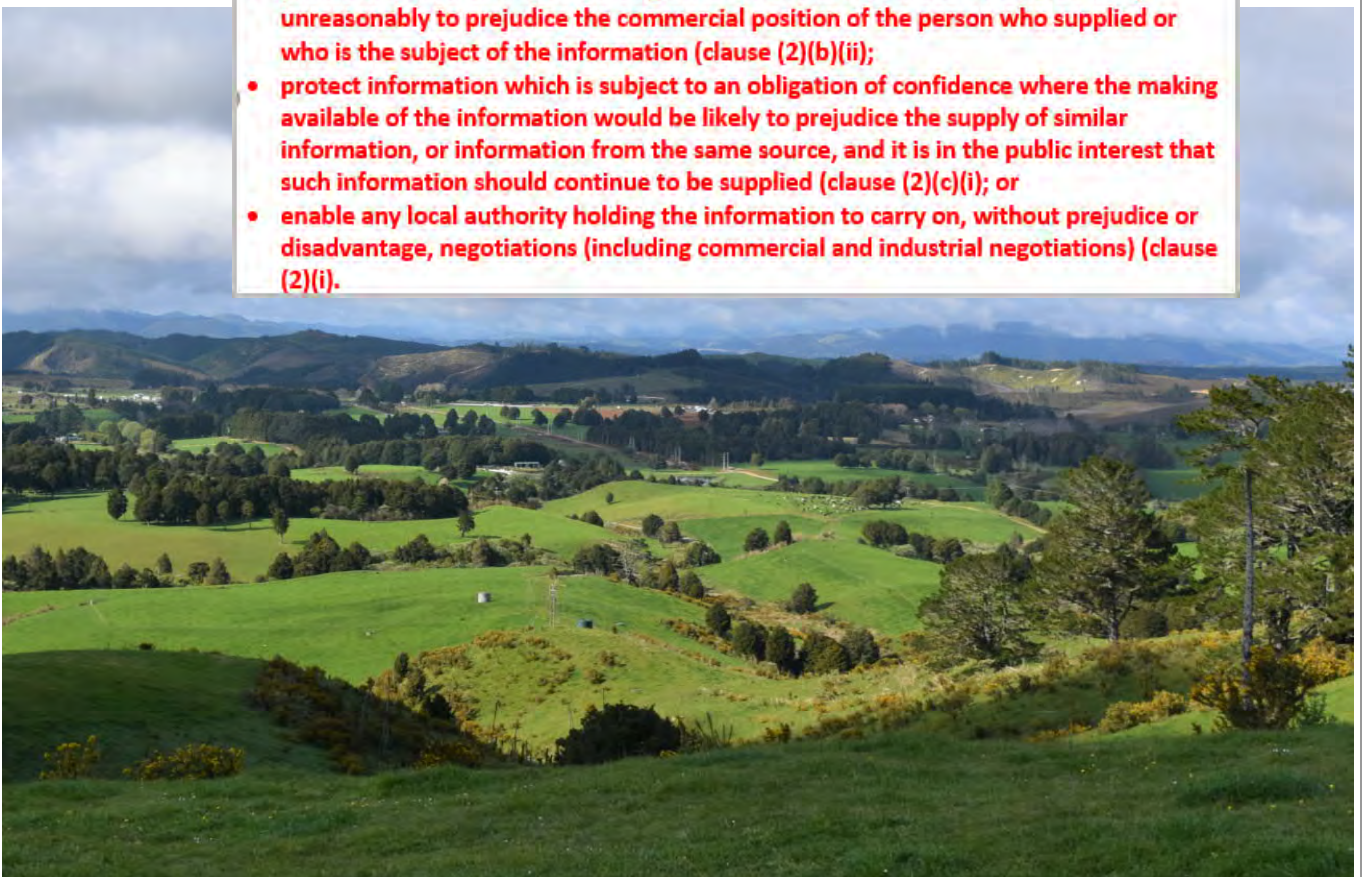 unreasonably to prejudice the commercial position of the person who supplied or
who is the subject of the information (clause (2)(b)(ii);
• protect information which is subject to an obligation of confidence where the making
available of the information would be likely to prejudice the supply of similar
information, or information from the same source, and it is in the public interest that
such information should continue to be supplied (clause (2)(c)(i); or
• enable any local authority holding the information to carry on, without prejudice or
disadvantage, negotiations (including commercial and industrial negotiations) (clause
(2)(i).